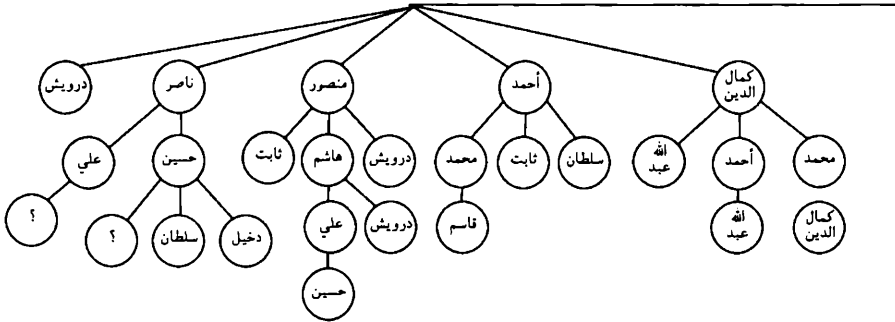 كمال الدين
أحمد
منصور
ناصر
درويش
محمد
أحمد
عبد الله
سلطان
ثابت
محمد
درويش
هاشم
ثابت
حسين
علي
كمال الدين
عبد الله
قاسم
درويش
علي
دخيل
سلطان
؟
؟
حسين